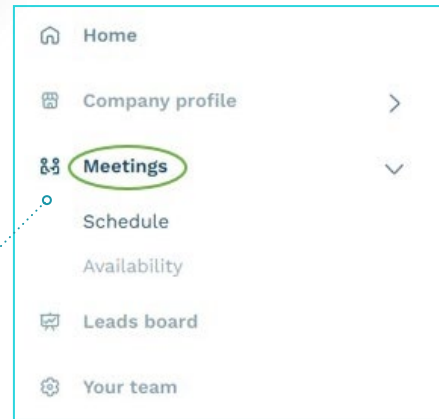 Home
Company profile
Meetings
Schedule
Availability
Leads board
Your team